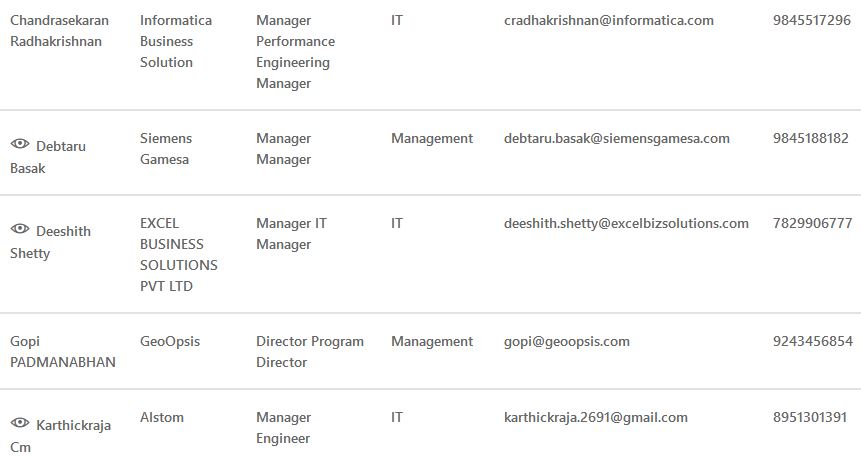 Chandrasekaran Informatica Manager IT cradhakrishnan@informatica.com 9845517296
Radhakrishnan Business Performance
Solution Engineering
Manager
Debtaru Siemens Manager Management debtaru.basak@siemensgamesa.com 9845188182
Basak Gamesa Manager
Deeshith EXCEL Manager IT IT deeshith.shetty@excelbizsolutions.com 7829906777
Shetty BUSINESS Manager
SOLUTIONS
PVT LTD
Gopi GeoOpsis Director Program Management gopi@geoopsis.com 9243456854
PADMANABHAN Director
Karthickraja Alstom Manager IT karthickraja.2691@gmail.com 8951301391
Cm Engineer